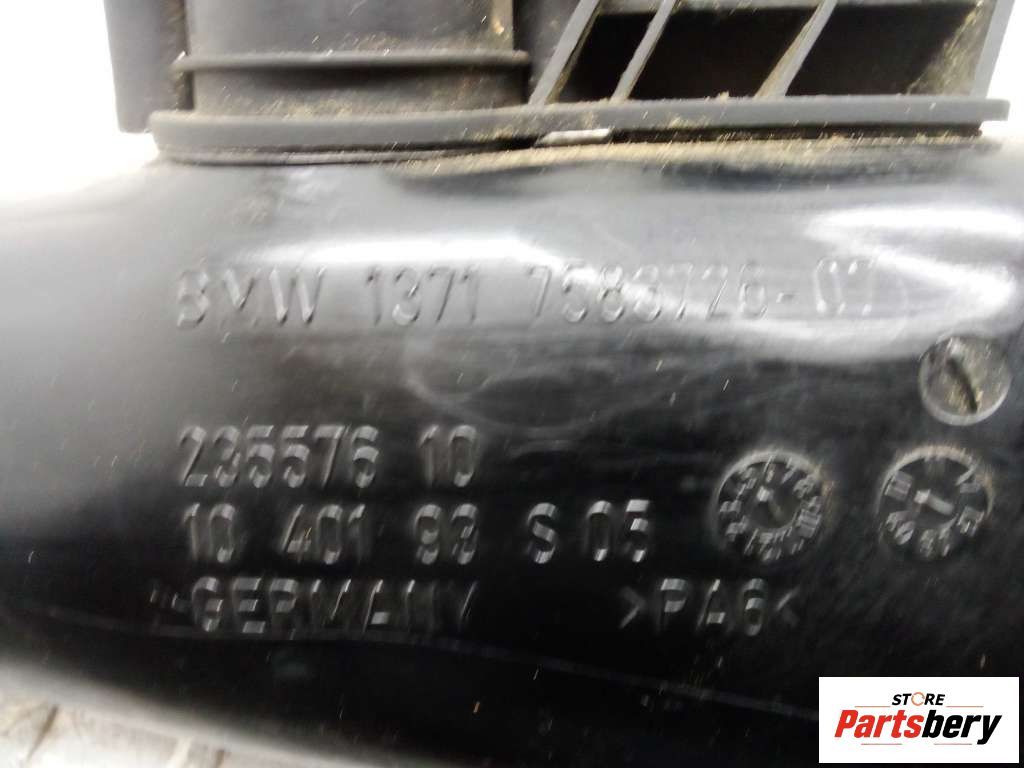 BMW 1371 7583726-07
235576 10
10 401 93 S 05
GERMANY >PA6<
STORE
Partsbery